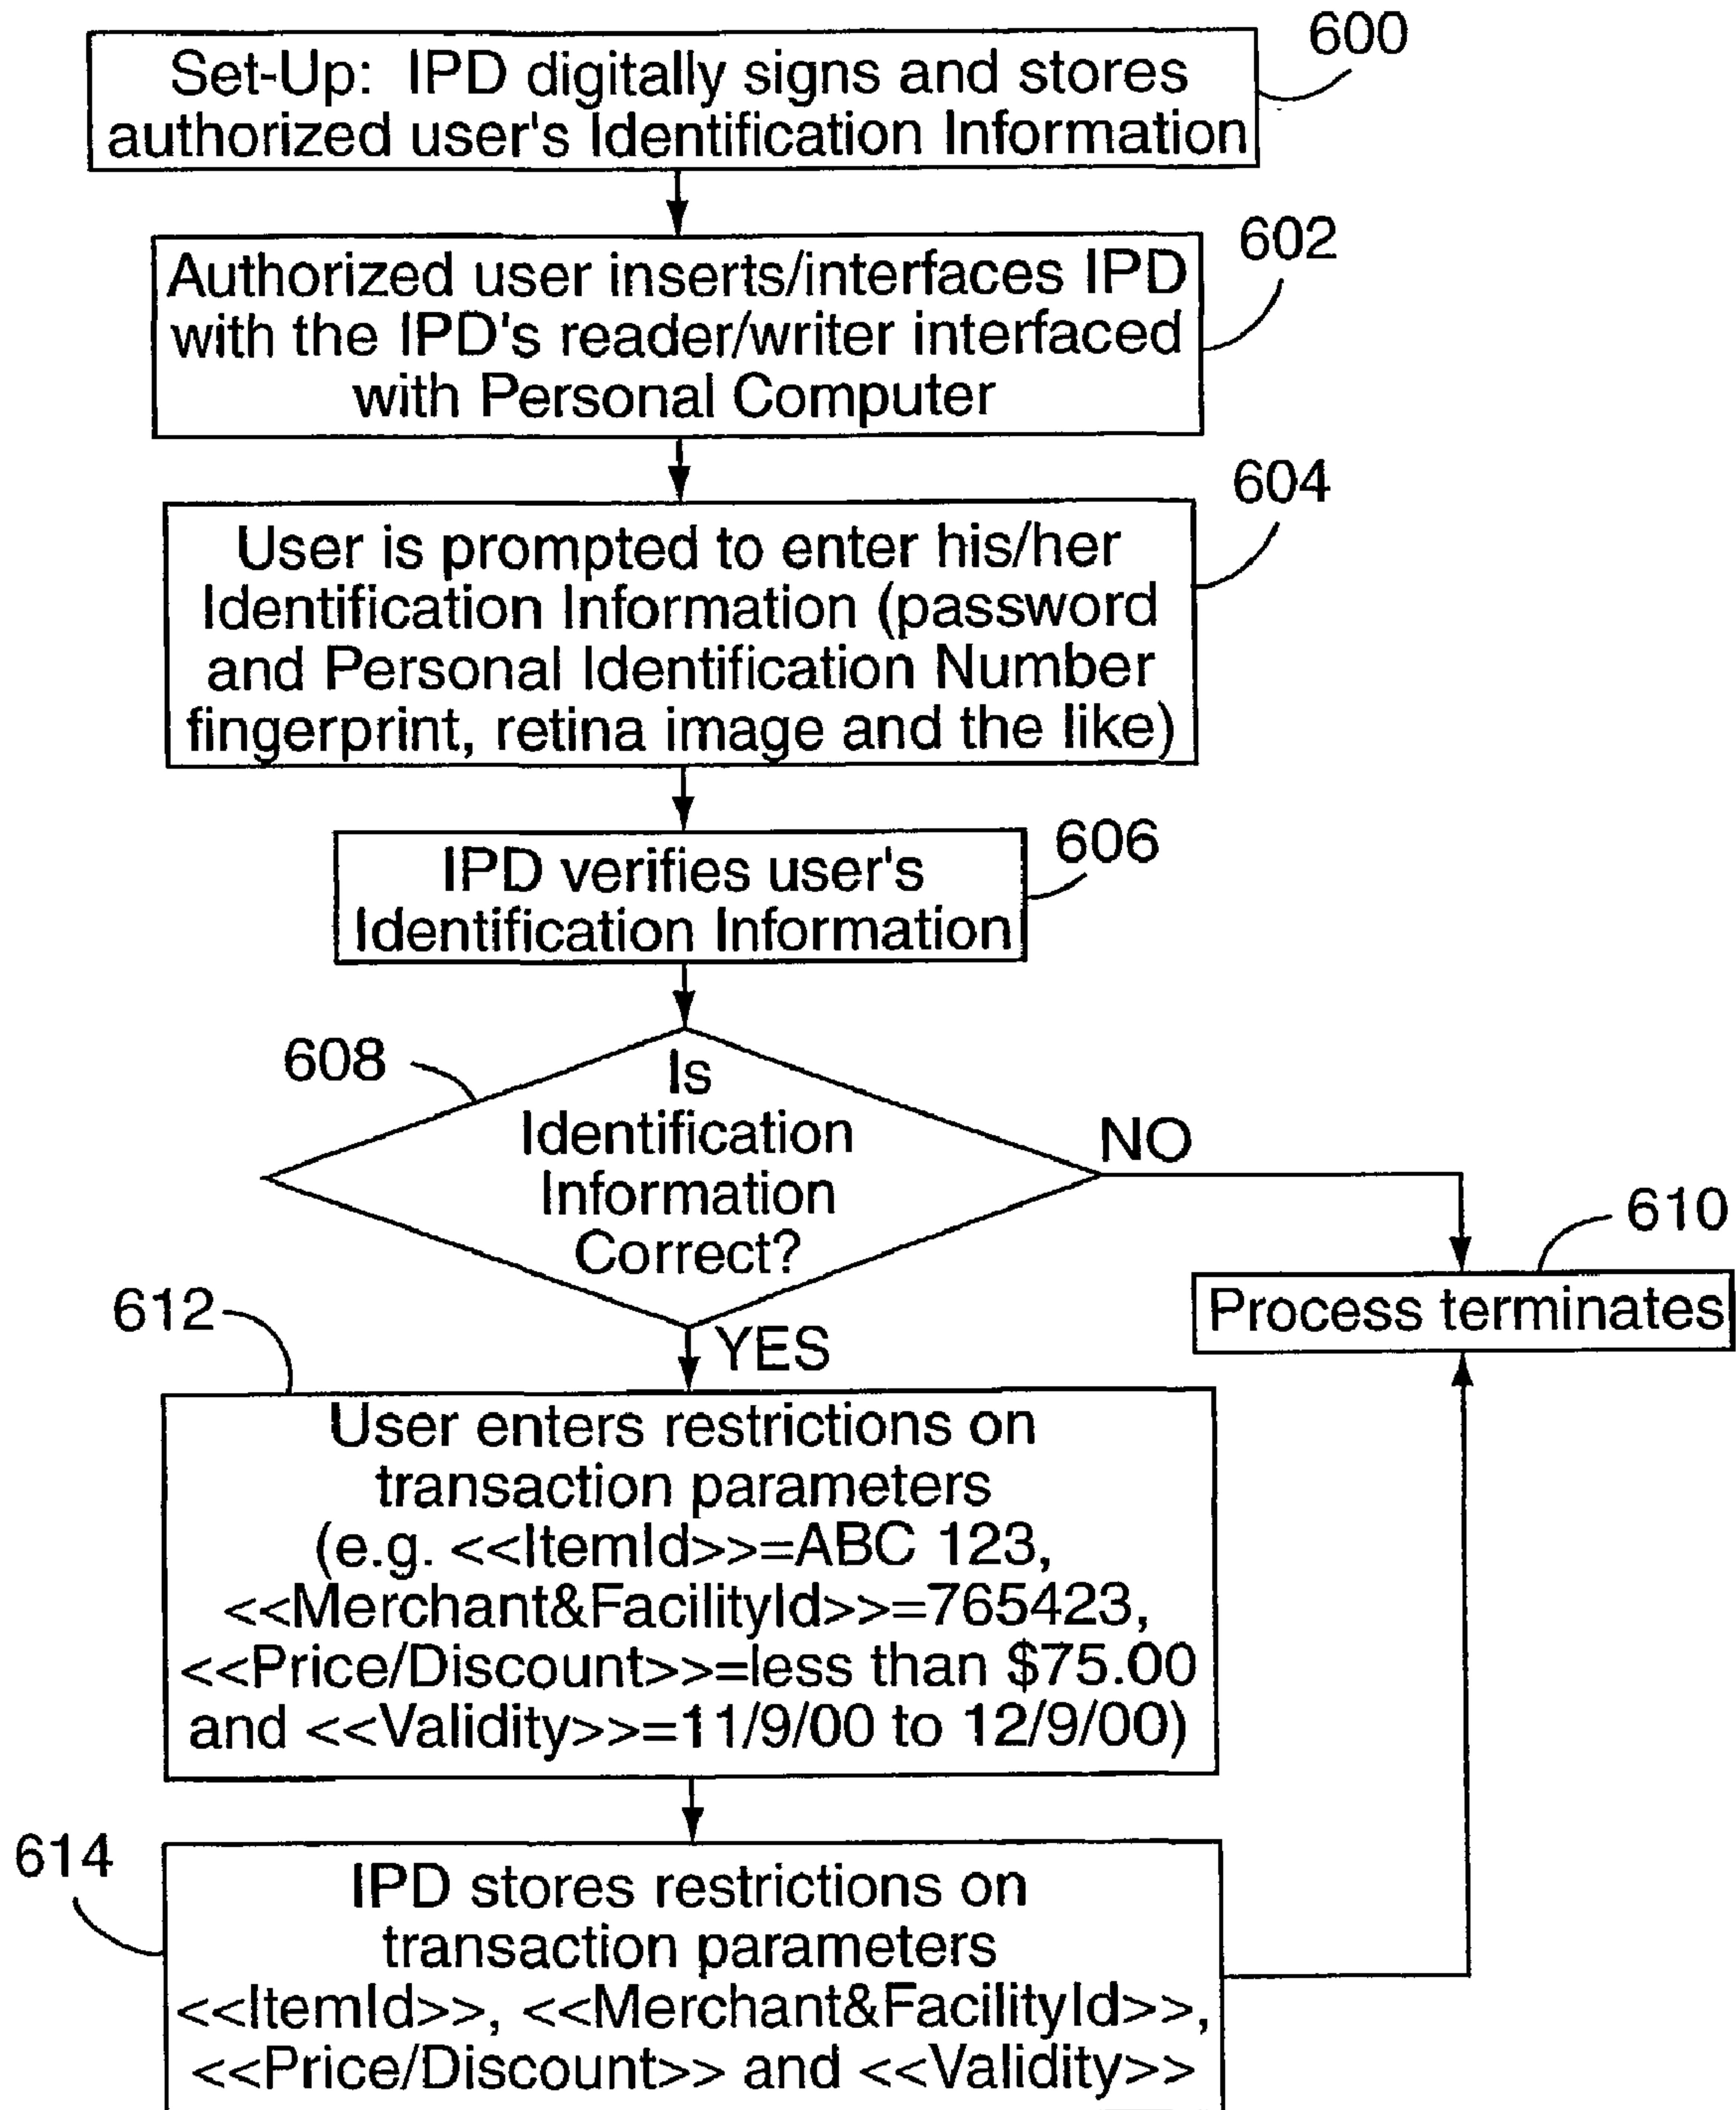 600
Set-Up: IPD digitally signs and stores
authorized user's Identification Information
602
Authorized user inserts/interfaces IPD
with the IPD's reader/writer interfaced
with Personal Computer
604
User is prompted to enter his/her
Identification Information (password
and Personal Identification Number
fingerprint, retina image and the like)
606
IPD verifies user's
Identification Information
608
Is
Identification
Information
Correct?
NO
610
Process terminates
612
YES
User enters restrictions on
transaction parameters
(e.g. <<ItemId>>=ABC 123,
<<Merchant&FacilityId>>=765423,
<<Price/Discount>>=less than $75.00
and <<Validity>>=11/9/00 to 12/9/00)
614
IPD stores restrictions on
transaction parameters
<<ItemId>>, <<Merchant&FacilityId>>,
<<Price/Discount>> and <<Validity>>